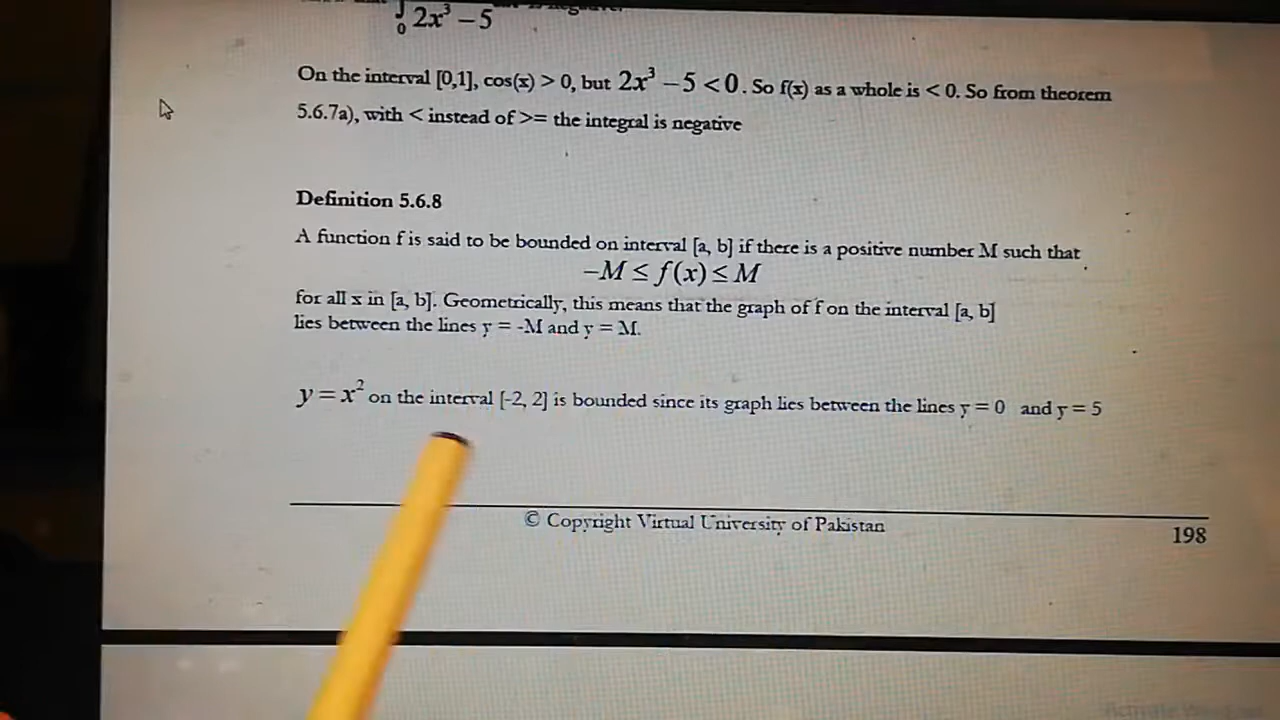 ∫ 2x³ – 5
0
On the interval [0,1], cos(x) > 0, but 2x³ – 5 < 0. So f(x) as a whole is < 0. So from theorem
5.6.7a), with < instead of >= the integral is negative
Definition 5.6.8
A function f is said to be bounded on interval [a, b] if there is a positive number M such that
–M ≤ f(x) ≤ M
for all x in [a, b]. Geometrically, this means that the graph of f on the interval [a, b]
lies between the lines y = -M and y = M.
y = x² on the interval [-2, 2] is bounded since its graph lies between the lines y = 0 and y = 5
© Copyright Virtual University of Pakistan
198